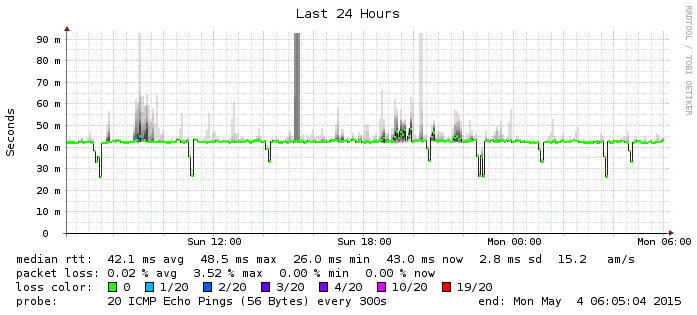 Last 24 Hours
RRDTOOL / TOBI OETIKER
Seconds
90 m
80 m
70 m
60 m
50 m
40 m
30 m
20 m
10 m
0
Sun 12:00 Sun 18:00 Mon 00:00 Mon 06:00
median rtt: 42.1 ms avg 48.5 ms max 26.0 ms min 43.0 ms now 2.8 ms sd 15.2 am/s
packet loss: 0.02 % avg 3.52 % max 0.00 % min 0.00 % now
loss color: 0 1/20 2/20 3/20 4/20 10/20 19/20
probe: 20 ICMP Echo Pings (56 Bytes) every 300s end: Mon May 4 06:05:04 2015